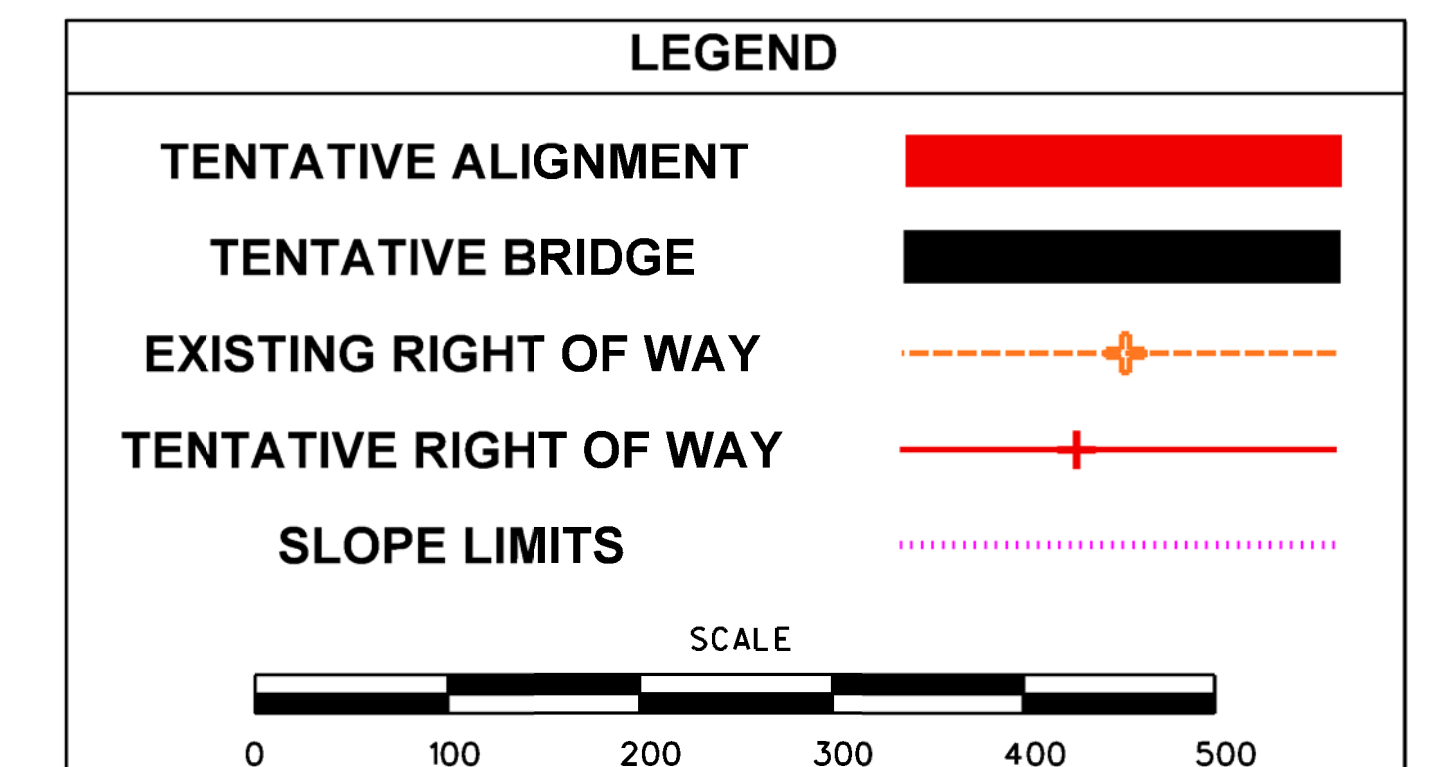 LEGEND
TENTATIVE ALIGNMENT
TENTATIVE BRIDGE
EXISTING RIGHT OF WAY
TENTATIVE RIGHT OF WAY
SLOPE LIMITS
SCALE
0 100 200 300 400 500